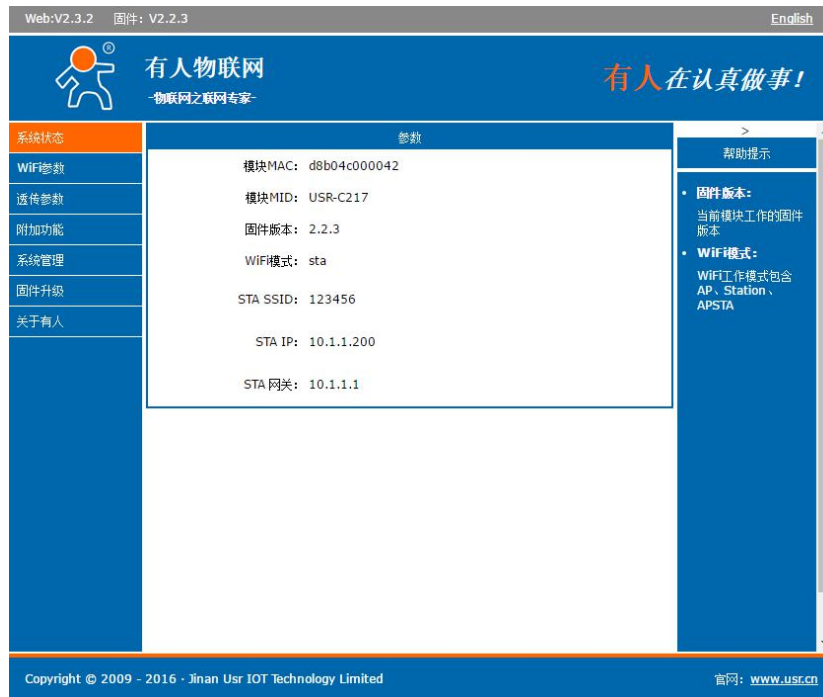 Web:V2.3.2 固件: V2.2.3 English
®
有人物联网
-物联网之联网专家-
有人在认真做事!
系统状态
WiFi参数
透传参数
附加功能
系统管理
固件升级
关于有人
参数
模块MAC: d8b04c000042
模块MID: USR-C217
固件版本: 2.2.3
WiFi模式: sta
STA SSID: 123456
STA IP: 10.1.1.200
STA 网关: 10.1.1.1
>
帮助提示
• 固件版本:
当前模块工作的固件
版本
• WiFi模式:
WiFi工作模式包含
AP、Station、
APSTA
Copyright © 2009 - 2016 · Jinan Usr IOT Technology Limited
官网: www.usr.cn